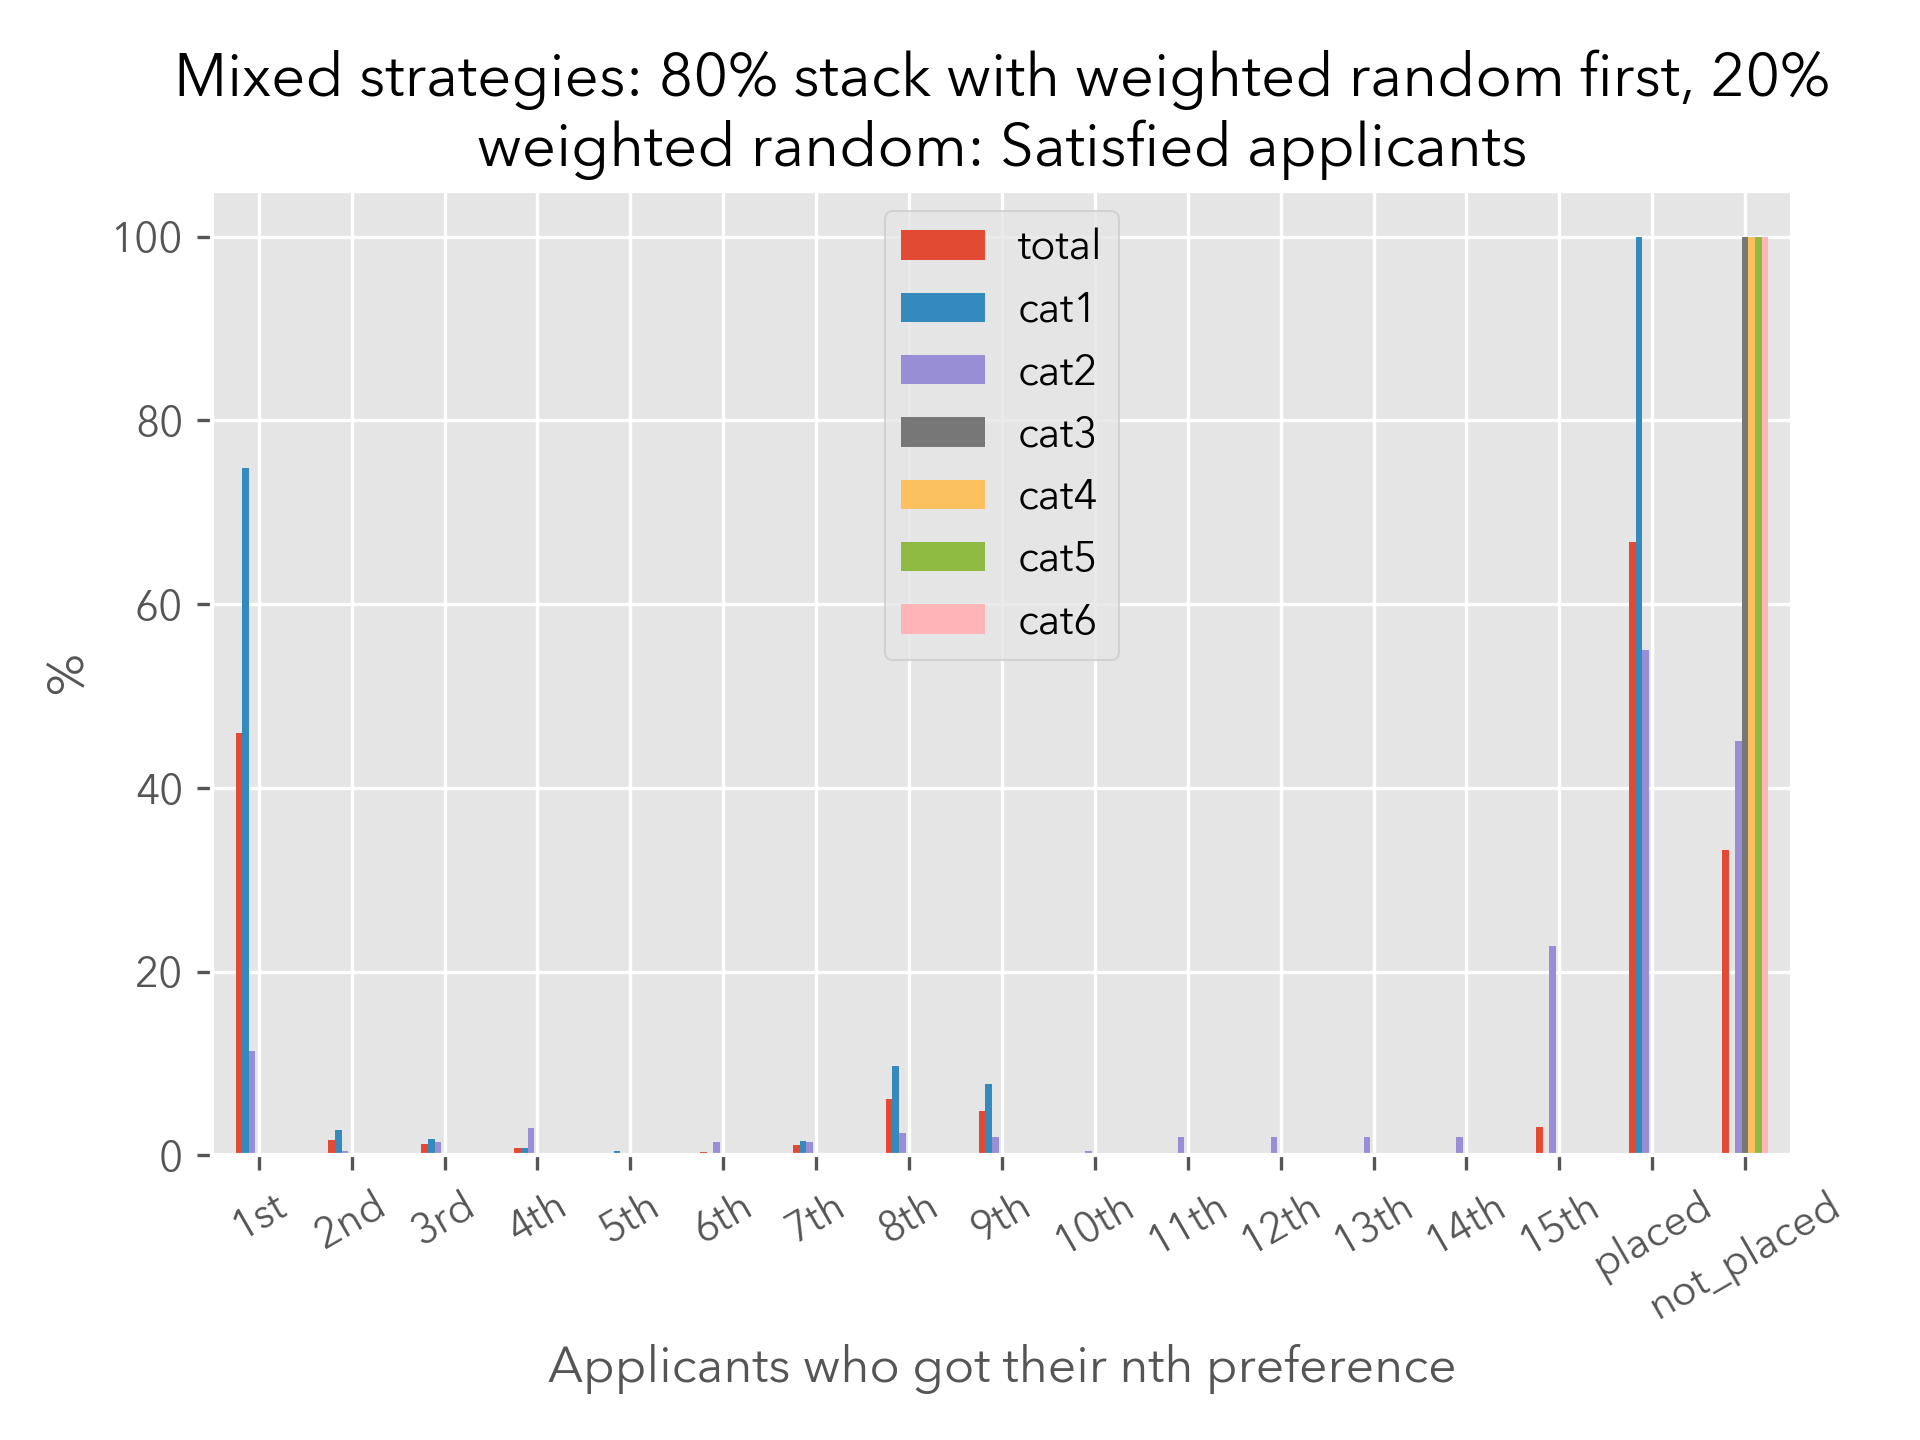 Mixed strategies: 80% stack with weighted random first, 20%
weighted random: Satisfied applicants
100
80
60
40
20
0
%
total
cat1
cat2
cat3
cat4
cat5
cat6
1st
2nd
3rd
4th
5th
6th
7th
8th
9th
10th
11th
12th
13th
14th
15th
placed
not_placed
Applicants who got their nth preference